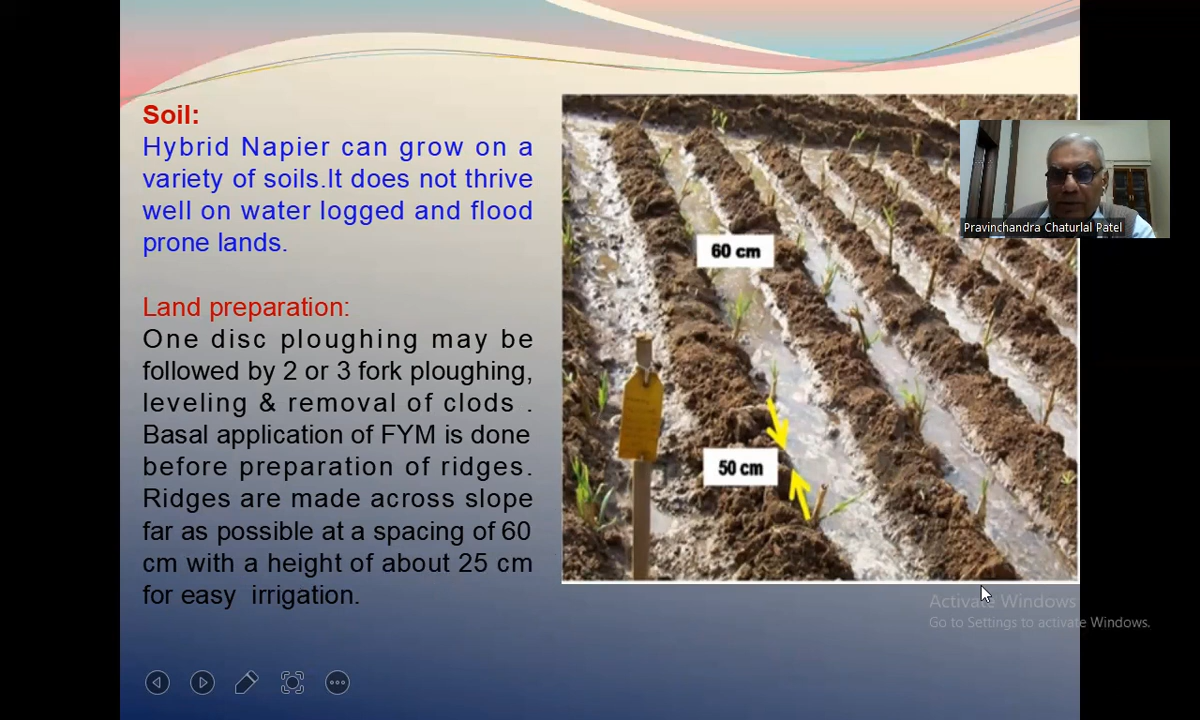 Soil:
Hybrid Napier can grow on a
variety of soils.It does not thrive
well on water logged and flood
prone lands.
Land preparation:
One disc ploughing may be
followed by 2 or 3 fork ploughing,
leveling & removal of clods .
Basal application of FYM is done
before preparation of ridges.
Ridges are made across slope
far as possible at a spacing of 60
cm with a height of about 25 cm
for easy irrigation.
60 cm
50 cm
Pravinchandra Chaturlal Patel
Activate Windows
Go to Settings to activate Windows.